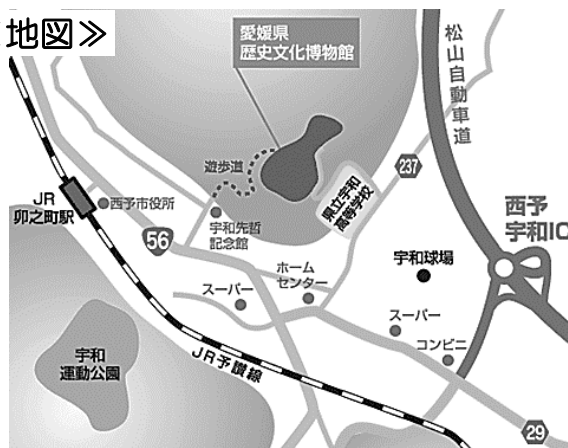 地図≫
愛媛県
歴史文化博物館
松山自動車道
遊歩道
237
県立宇和
高等学校
JR
卯之町駅
西予市役所
宇和先哲
記念館
西予
宇和IC
56
宇和球場
ホーム
センター
スーパー
スーパー
コンビニ
宇和
運動公園
JR予讃線
29